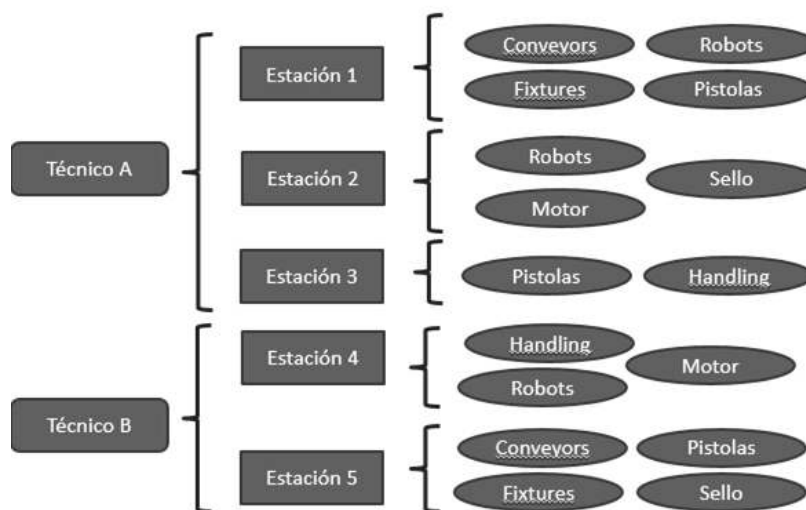 Técnico A
Estación 1
Conveyors
Robots
Fixtures
Pistolas
Estación 2
Robots
Sello
Motor
Estación 3
Pistolas
Handling
Técnico B
Estación 4
Handling
Motor
Robots
Estación 5
Conveyors
Pistolas
Fixtures
Sello